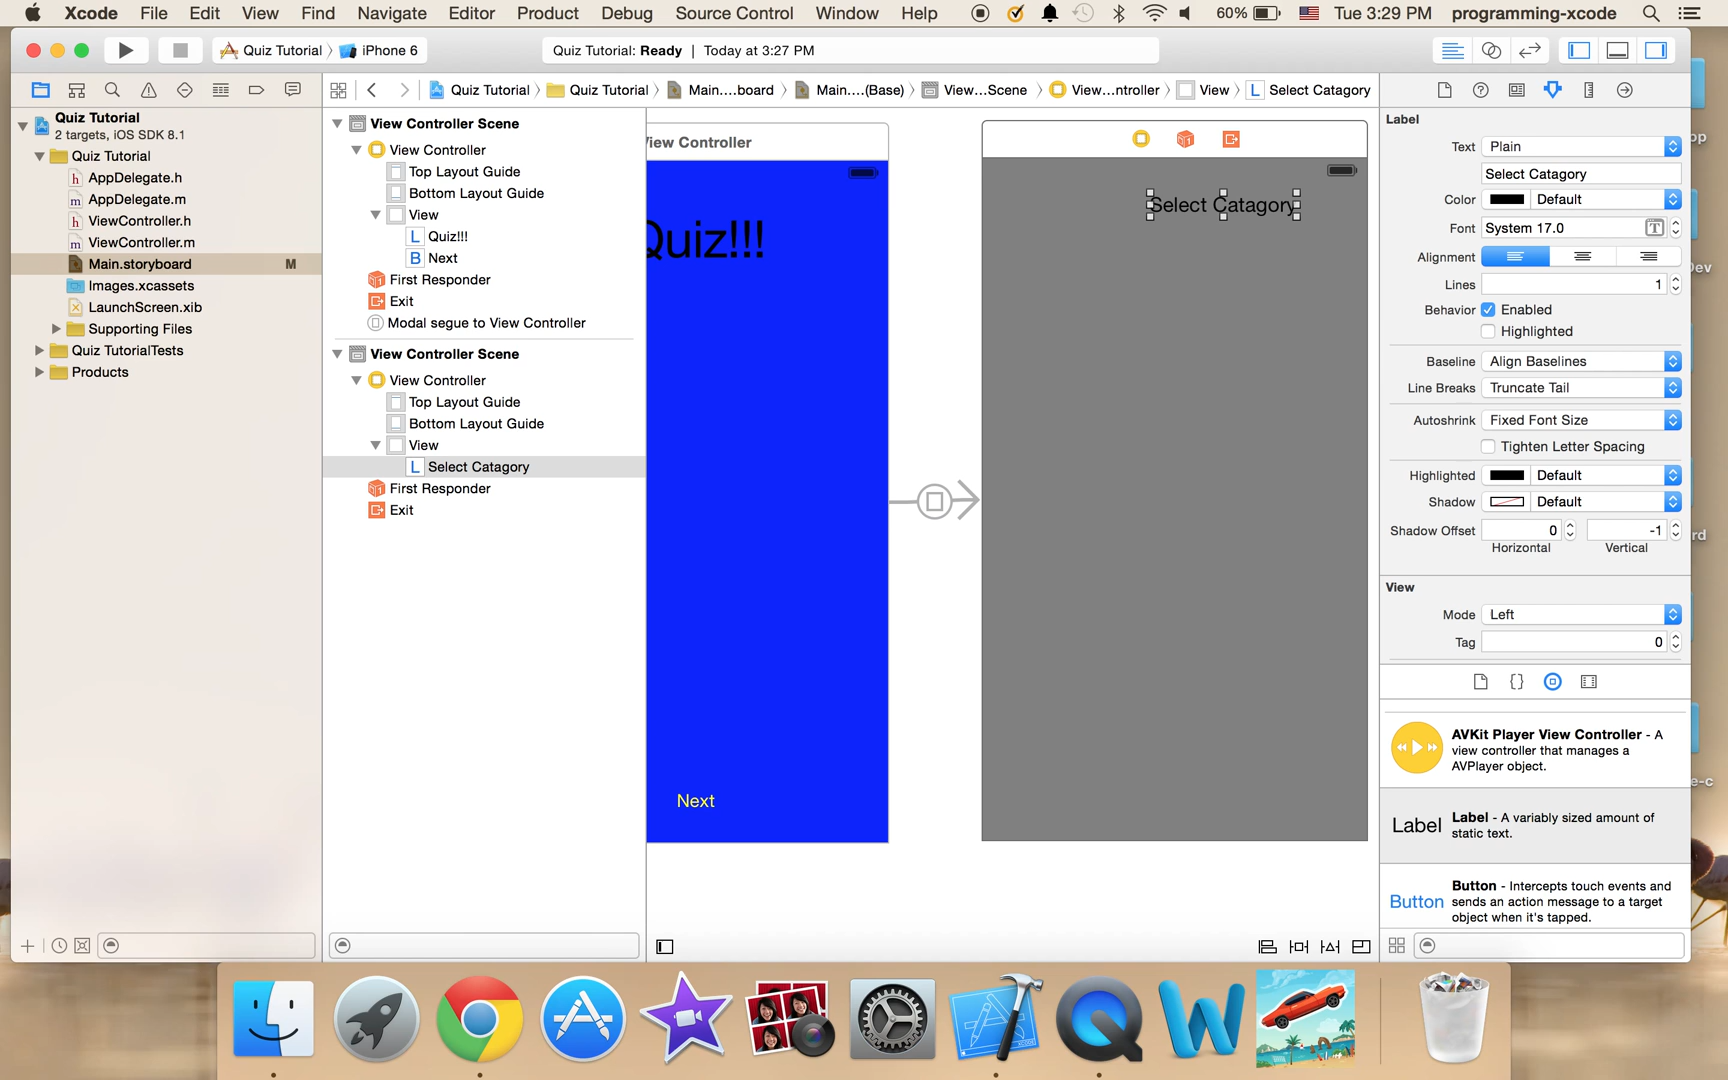 Xcode File Edit View Find Navigate Editor Product Debug Source Control Window Help 60% Tue 3:29 PM programming-xcode
Quiz Tutorial iPhone 6
Quiz Tutorial: Ready | Today at 3:27 PM
Quiz Tutorial Quiz Tutorial Main....board Main....(Base) View...Scene View...ntroller View L Select Catagory
Quiz Tutorial
2 targets, iOS SDK 8.1
Quiz Tutorial
h AppDelegate.h
m AppDelegate.m
h ViewController.h
m ViewController.m
Main.storyboard M
Images.xcassets
LaunchScreen.xib
Supporting Files
Quiz TutorialTests
Products
View Controller Scene
View Controller
Top Layout Guide
Bottom Layout Guide
View
L Quiz!!!
B Next
First Responder
Exit
Modal segue to View Controller
View Controller Scene
View Controller
Top Layout Guide
Bottom Layout Guide
View
L Select Catagory
First Responder
Exit
View Controller
Quiz!!!
Next
Select Catagory
Label
Text Plain
Select Catagory
Color Default
Font System 17.0 T
Alignment
Lines 1
Behavior Enabled
Highlighted
Baseline Align Baselines
Line Breaks Truncate Tail
Autoshrink Fixed Font Size
Tighten Letter Spacing
Highlighted Default
Shadow Default
Shadow Offset 0 -1
Horizontal Vertical
View
Mode Left
Tag 0
AVKit Player View Controller - A
view controller that manages a
AVPlayer object.
Label Label - A variably sized amount of
static text.
Button Button - Intercepts touch events and
sends an action message to a target
object when it's tapped.